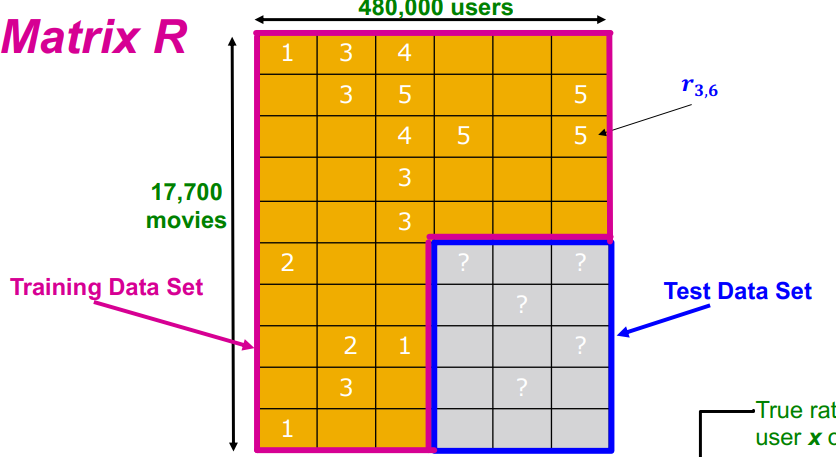 480,000 users
Matrix R
1 3 4
3 5 5
r3,6
4 5 5
3
17,700
movies
3
2 ? ?
Training Data Set
Test Data Set
?
2 1 ?
3 ?
True rat
user x o
1